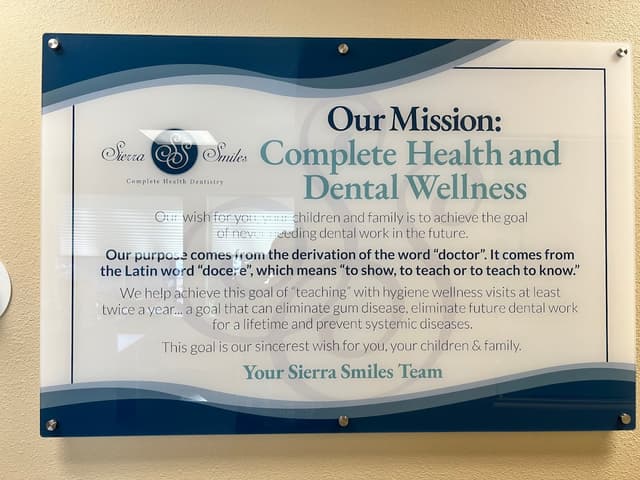 Our Mission:
Sierra SSS Smiles
Complete Health Dentistry
Complete Health and
Dental Wellness
Our wish for you, your children and family is to achieve the goal
of never needing dental work in the future.
Our purpose comes from the derivation of the word “doctor”. It comes from
the Latin word “docere”, which means “to show, to teach or to teach to know.”
We help achieve this goal of “teaching” with hygiene wellness visits at least
twice a year... a goal that can eliminate gum disease, eliminate future dental work
for a lifetime and prevent systemic diseases.
This goal is our sincerest wish for you, your children & family.
Your Sierra Smiles Team